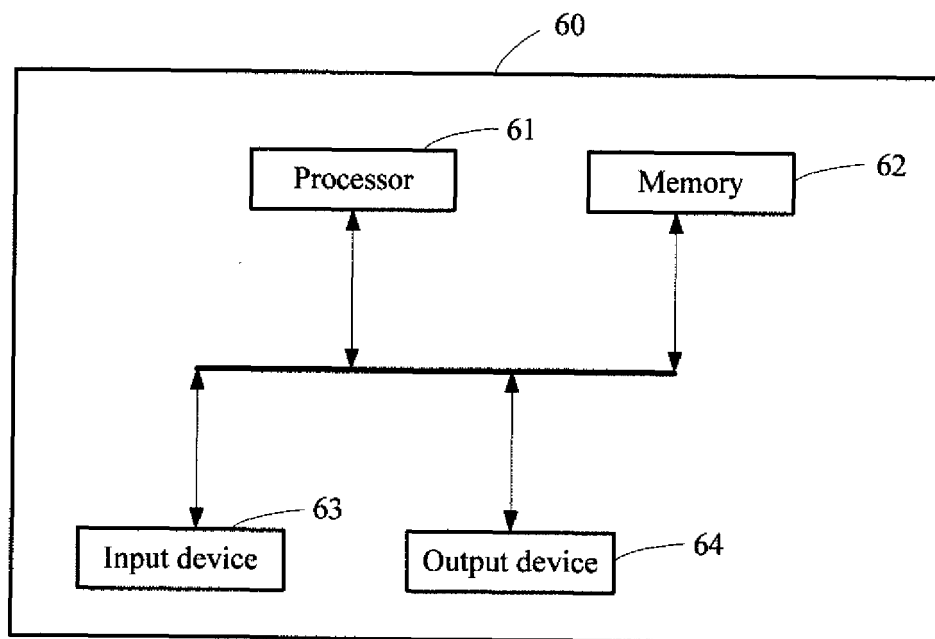 60
61
Processor
62
Memory
63
Input device
64
Output device